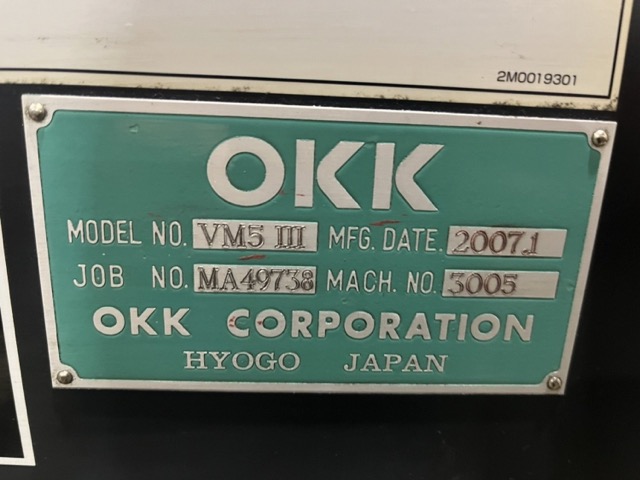 2M0019301
OKK
MODEL NO. VM5 III MFG. DATE. 2007.1
JOB NO. MA49738 MACH. NO. 3005
OKK CORPORATION
HYOGO JAPAN